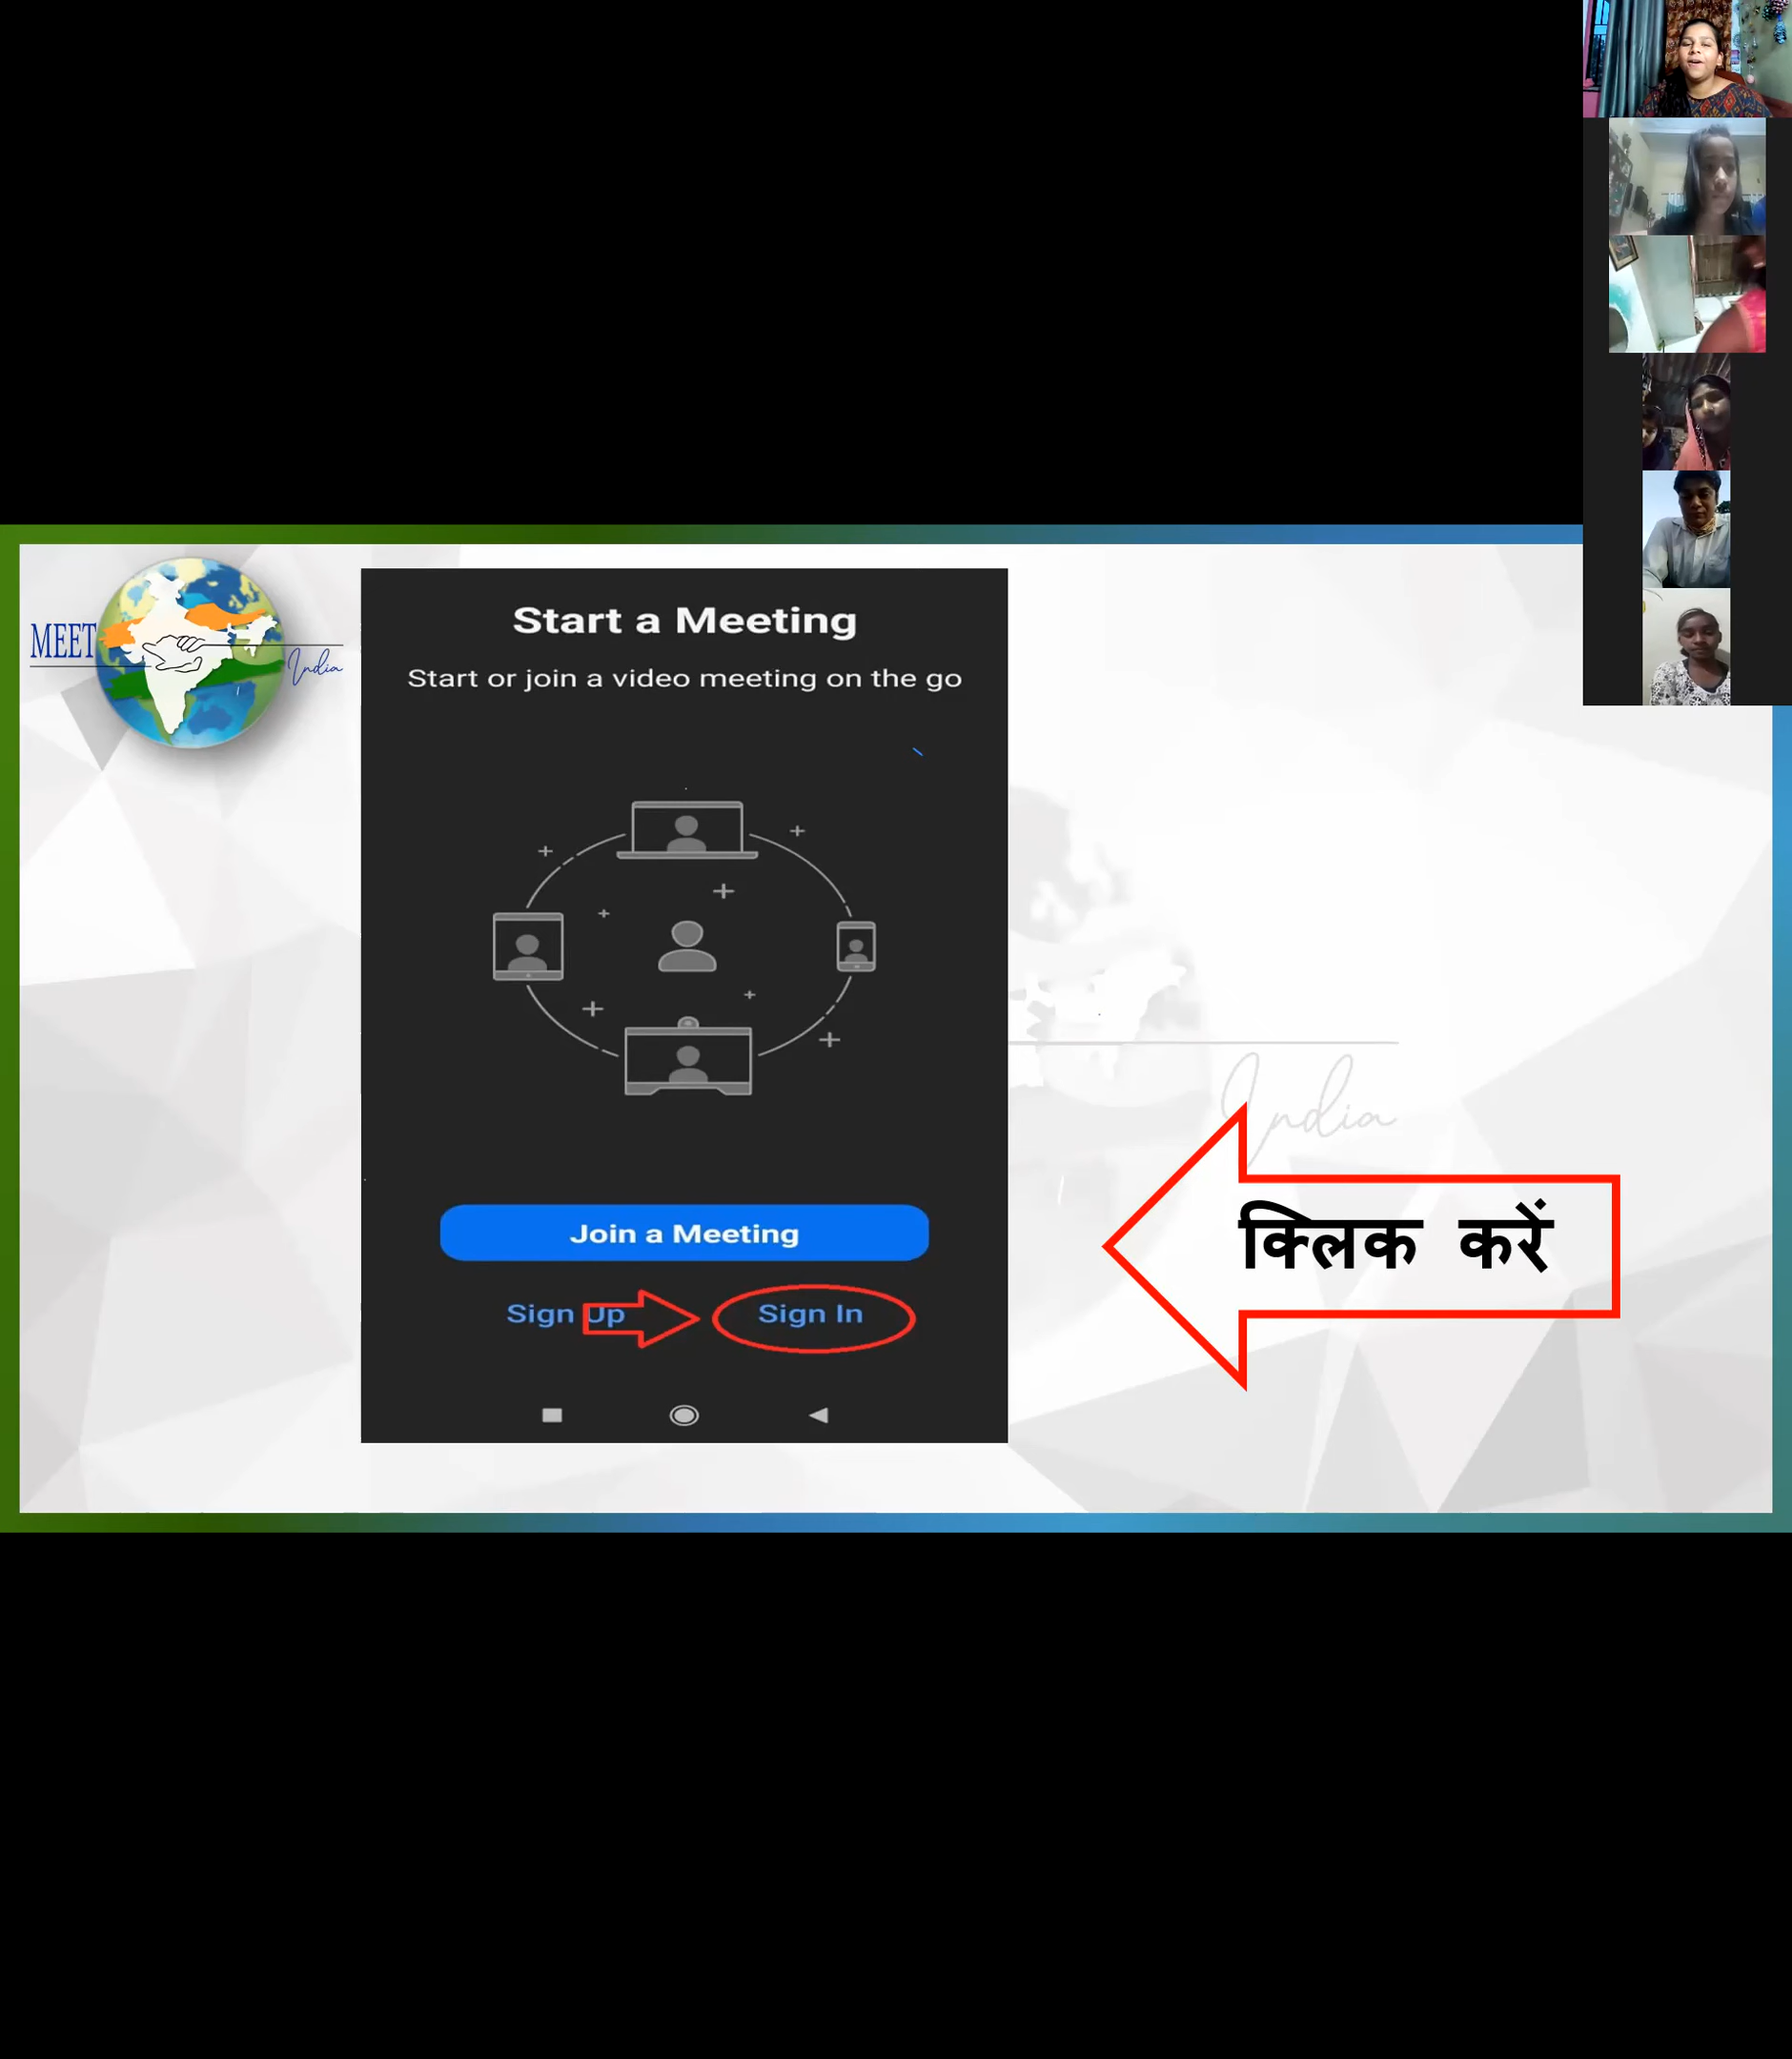 MEET
India
Start a Meeting
Start or join a video meeting on the go
India
Join a Meeting
क्लिक करें
Sign Up
Sign In